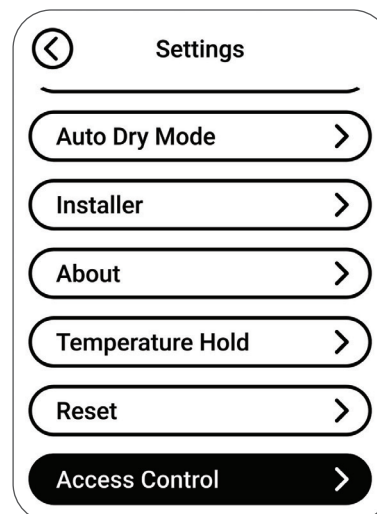 Settings
Auto Dry Mode
Installer
About
Temperature Hold
Reset
Access Control